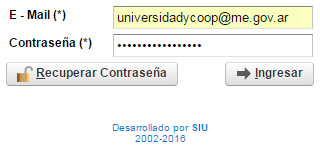 E - Mail (*) universidadycoop@me.gov.ar
Contraseña (*) •••••••••••••••••
Recuperar Contraseña Ingresar
Desarrollado por SIU
2002-2016